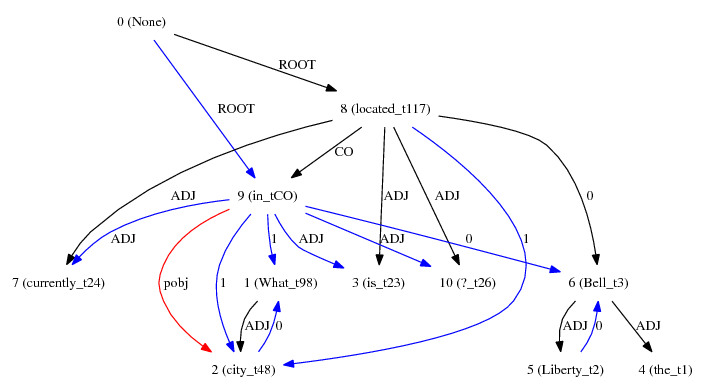 0 (None)
ROOT
ROOT
8 (located_t117)
CO
9 (in_tCO)
ADJ
ADJ
ADJ
0
ADJ
1
ADJ
ADJ
0
1
7 (currently_t24)
pobj
1
1 (What_t98)
3 (is_t23)
10 (?_t26)
6 (Bell_t3)
ADJ
0
ADJ
0
ADJ
2 (city_t48)
5 (Liberty_t2)
4 (the_t1)